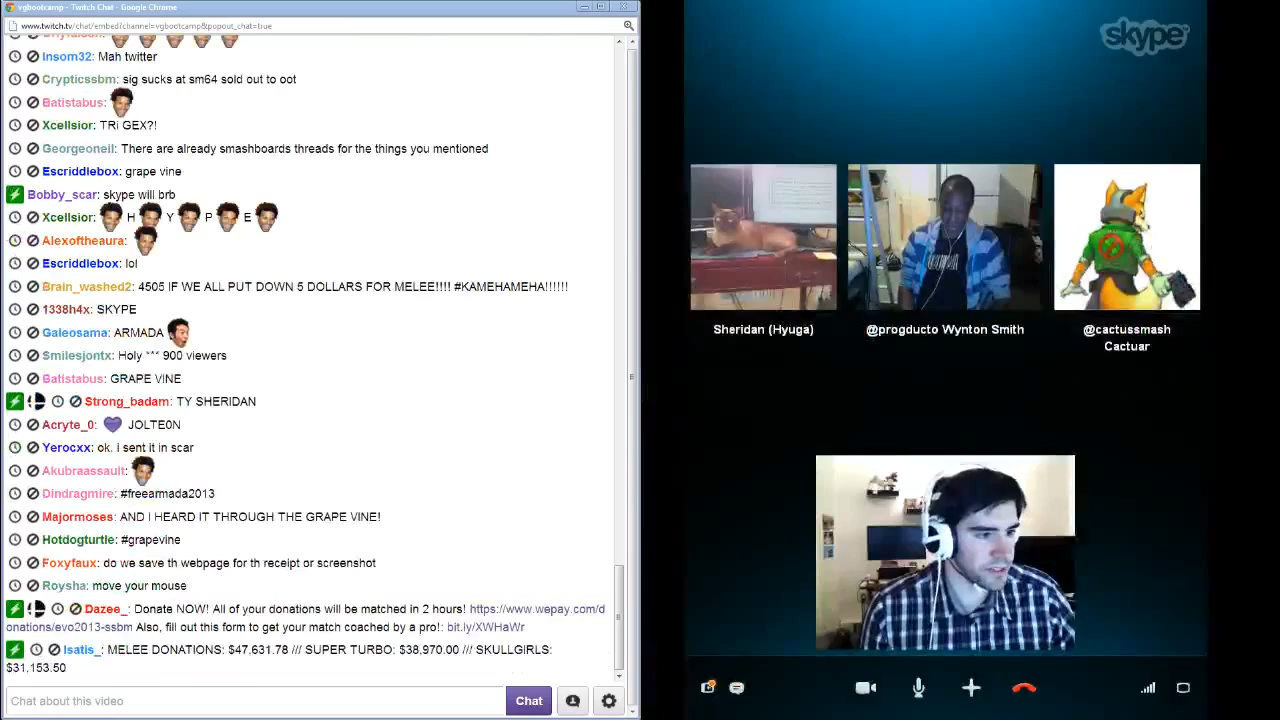 vgbootcamp - Twitch Chat - Google Chrome
www.twitch.tv/chat/embed?channel=vgbootcamp&popout_chat=true
Insom32: Mah twitter
Crypticssbm: sig sucks at sm64 sold out to oot
Batistabus:
Xcellsior: TRi GEX?!
Georgeoneil: There are already smashboards threads for the things you mentioned
Escriddlebox: grape vine
Bobby_scar: skype will brb
Xcellsior: H Y P E
Alexoftheaura:
Escriddlebox: lol
Brain_washed2: 4505 IF WE ALL PUT DOWN 5 DOLLARS FOR MELEE!!!! #KAMEHAMEHA!!!!!!
1338h4x: SKYPE
Galeosama: ARMADA
Smilesjontx: Holy *** 900 viewers
Batistabus: GRAPE VINE
Strong_badam: TY SHERIDAN
Acryte_0: JOLTE0N
Yerocxx: ok. i sent it in scar
Akubraassault:
Dindragmire: #freearmada2013
Majormoses: AND I HEARD IT THROUGH THE GRAPE VINE!
Hotdogturtle: #grapevine
Foxyfaux: do we save th webpage for th receipt or screenshot
Roysha: move your mouse
Dazee_: Donate NOW! All of your donations will be matched in 2 hours! https://www.wepay.com/d
onations/evo2013-ssbm Also, fill out this form to get your match coached by a pro!: bit.ly/XWHaWr
Isatis_: MELEE DONATIONS: $47,631.78 /// SUPER TURBO: $38,970.00 /// SKULLGIRLS:
$31,153.50
Chat about this video
Chat
skype
Sheridan (Hyuga)
@progducto Wynton Smith
@cactussmash
Cactuar